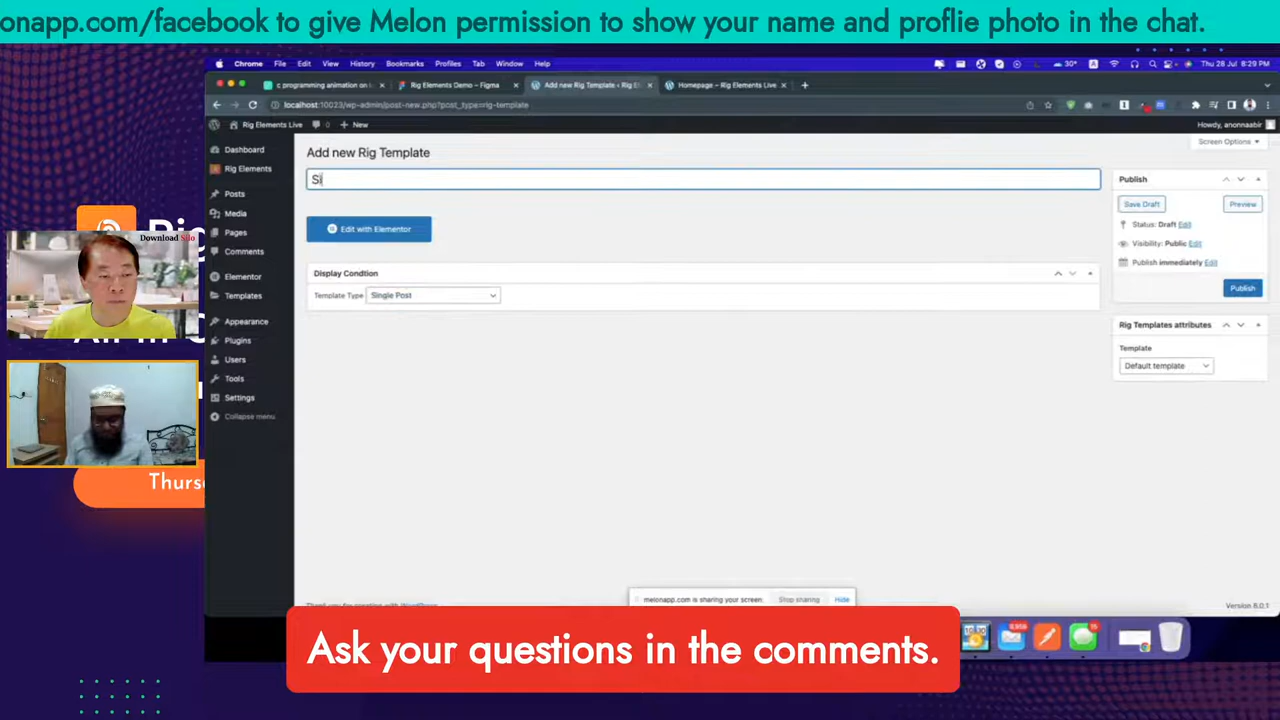 onapp.com/facebook to give Melon permission to show your name and proflie photo in the chat.
Chrome File Edit View History Bookmarks Profiles Tab Window Help
30° Thu 28 Jul 8:29 PM
c programming animation on
Rig Elements Demo – Figma
Add new Rig Template ‹ Rig El
Homepage – Rig Elements Live
localhost:10023/wp-admin/post-new.php?post_type=rig-template
Rig Elements Live 0 New
Howdy, anonnaabir
Screen Options
Dashboard
Rig Elements
Posts
Media
Pages
Comments
Elementor
Templates
Appearance
Plugins
Users
Tools
Settings
Collapse menu
Add new Rig Template
Si
Edit with Elementor
Display Condtion
Template Type Single Post
Publish
Save Draft Preview
Status: Draft Edit
Visibility: Public Edit
Publish immediately Edit
Publish
Rig Templates attributes
Template
Default template
Version 6.0.1
melonapp.com is sharing your screen. Stop sharing Hide
Download Silo
Thurs
Ask your questions in the comments.